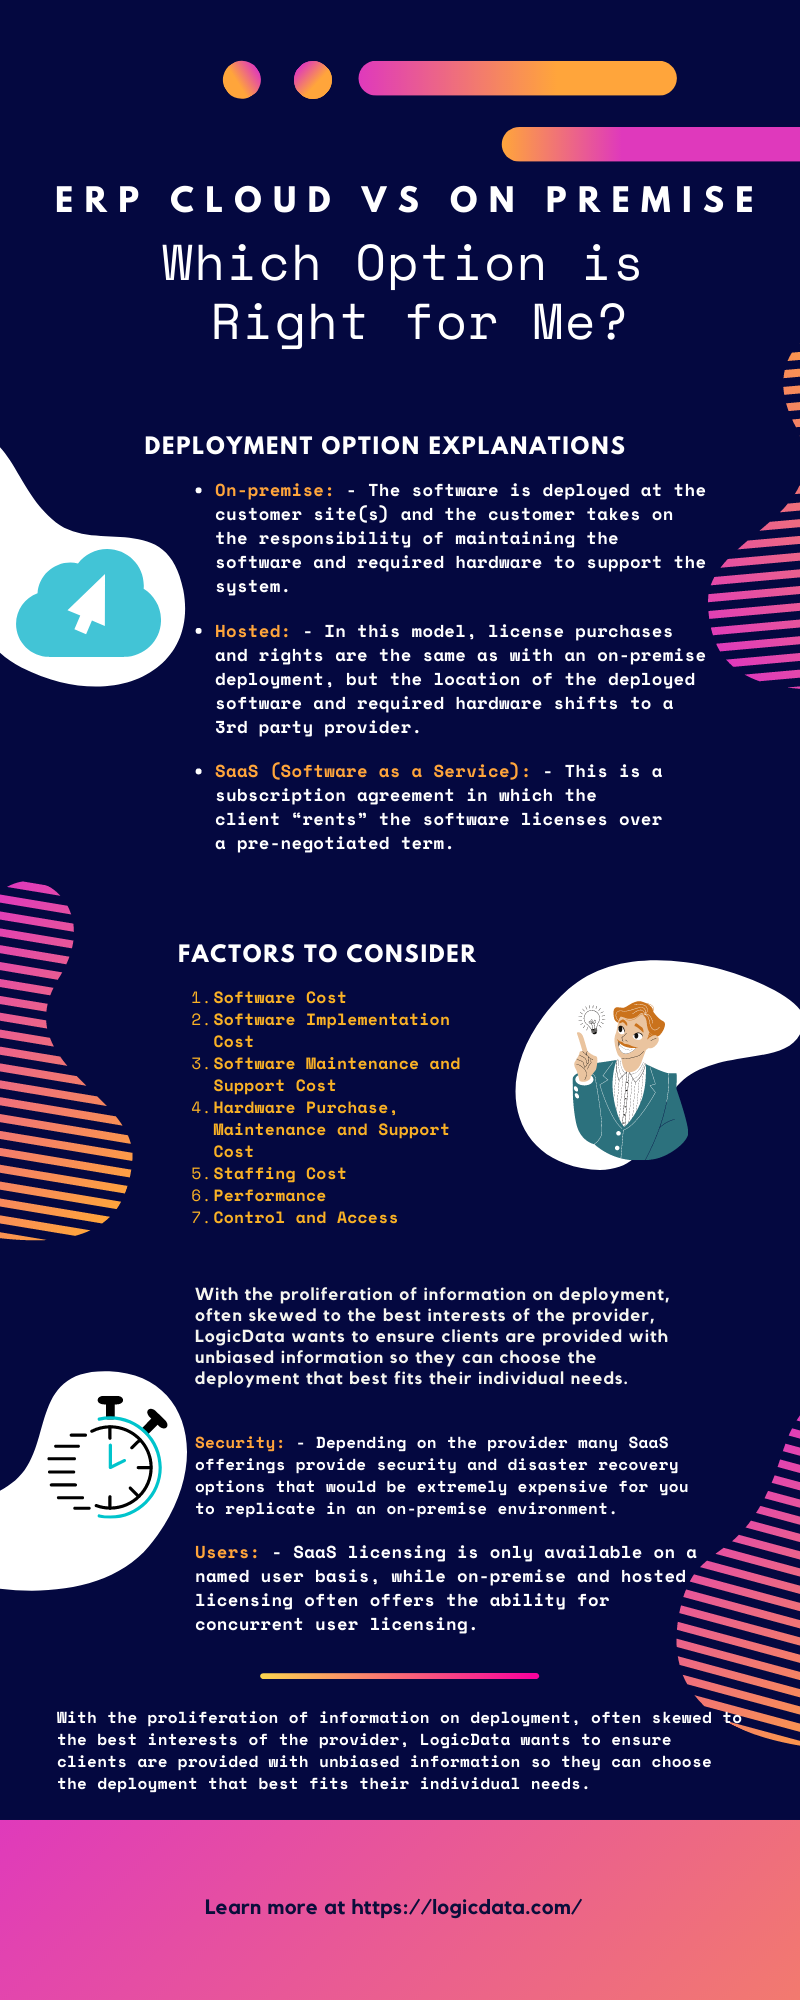 ERP CLOUD VS ON PREMISE
Which Option is
Right for Me?
DEPLOYMENT OPTION EXPLANATIONS
• On-premise: - The software is deployed at the
customer site(s) and the customer takes on
the responsibility of maintaining the
software and required hardware to support the
system.
• Hosted: - In this model, license purchases
and rights are the same as with an on-premise
deployment, but the location of the deployed
software and required hardware shifts to a
3rd party provider.
• SaaS (Software as a Service): - This is a
subscription agreement in which the
client “rents” the software licenses over
a pre-negotiated term.
FACTORS TO CONSIDER
1. Software Cost
2. Software Implementation
Cost
3. Software Maintenance and
Support Cost
4. Hardware Purchase,
Maintenance and Support
Cost
5. Staffing Cost
6. Performance
7. Control and Access
With the proliferation of information on deployment,
often skewed to the best interests of the provider,
LogicData wants to ensure clients are provided with
unbiased information so they can choose the
deployment that best fits their individual needs.
Security: - Depending on the provider many SaaS
offerings provide security and disaster recovery
options that would be extremely expensive for you
to replicate in an on-premise environment.
Users: - SaaS licensing is only available on a
named user basis, while on-premise and hosted
licensing often offers the ability for
concurrent user licensing.
With the proliferation of information on deployment, often skewed to
the best interests of the provider, LogicData wants to ensure
clients are provided with unbiased information so they can choose
the deployment that best fits their individual needs.
Learn more at https://logicdata.com/